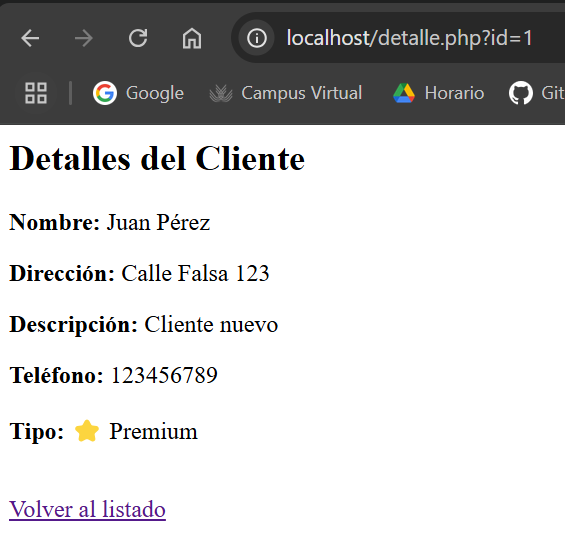 localhost/detalle.php?id=1
Google Campus Virtual Horario Git
Detalles del Cliente
Nombre: Juan Pérez
Dirección: Calle Falsa 123
Descripción: Cliente nuevo
Teléfono: 123456789
Tipo: Premium
Volver al listado